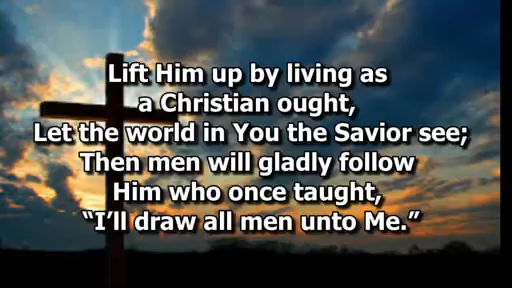 Lift Him up by living as
a Christian ought,
Let the world in You the Savior see;
Then men will gladly follow
Him who once taught,
“I’ll draw all men unto Me.”